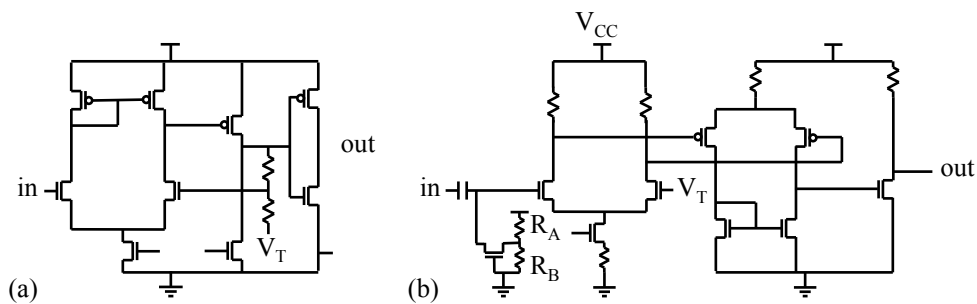 V_CC
out
in
V_T
(a)
in
V_T
out
R_A
R_B
(b)